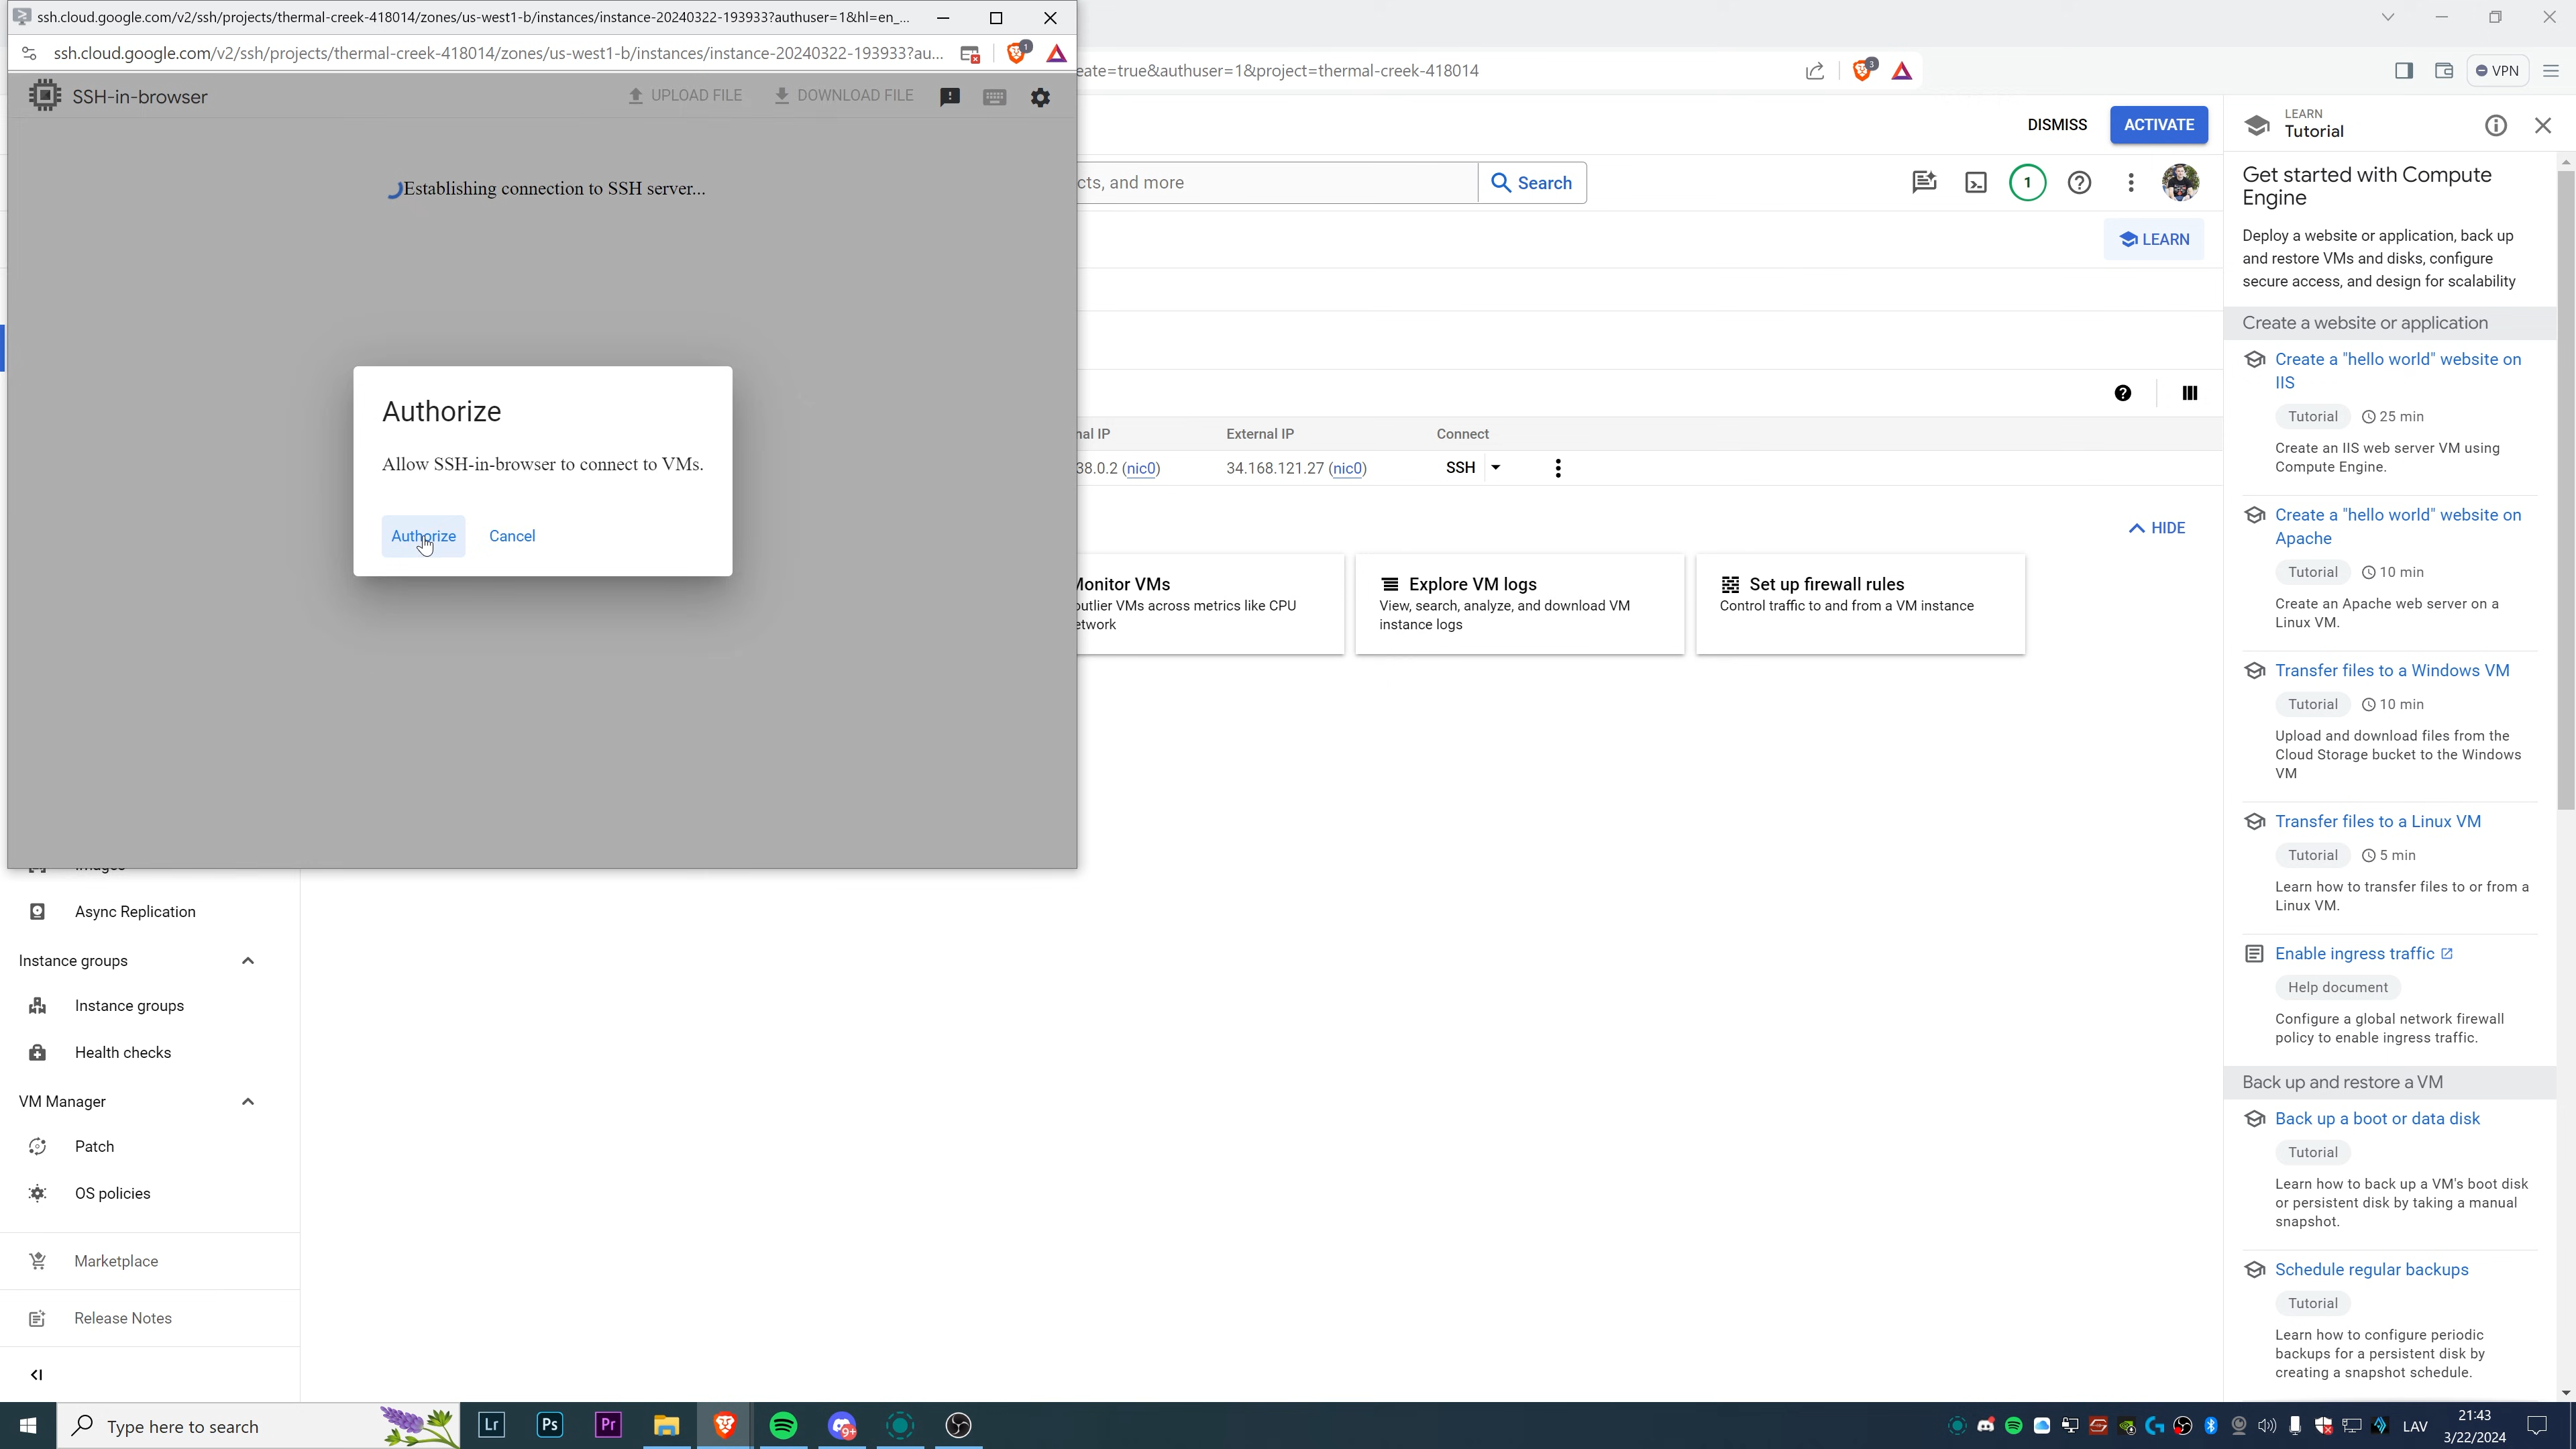 ssh.cloud.google.com/v2/ssh/projects/thermal-creek-418014/zones/us-west1-b/instances/instance-20240322-193933?authuser=1&hl=en_...
ssh.cloud.google.com/v2/ssh/projects/thermal-creek-418014/zones/us-west1-b/instances/instance-20240322-193933?au...
1
eate=true&authuser=1&project=thermal-creek-418014
3
VPN
SSH-in-browser
UPLOAD FILE
DOWNLOAD FILE
Establishing connection to SSH server...
Authorize
Allow SSH-in-browser to connect to VMs.
Authorize
Cancel
DISMISS
ACTIVATE
cts, and more
Search
1
LEARN
nal IP
External IP
Connect
38.0.2 (nic0)
34.168.121.27 (nic0)
SSH
HIDE
Monitor VMs
outlier VMs across metrics like CPU
etwork
Explore VM logs
View, search, analyze, and download VM
instance logs
Set up firewall rules
Control traffic to and from a VM instance
Images
Async Replication
Instance groups
Instance groups
Health checks
VM Manager
Patch
OS policies
Marketplace
Release Notes
LEARN
Tutorial
Get started with Compute
Engine
Deploy a website or application, back up
and restore VMs and disks, configure
secure access, and design for scalability
Create a website or application
Create a "hello world" website on
IIS
Tutorial
25 min
Create an IIS web server VM using
Compute Engine.
Create a "hello world" website on
Apache
Tutorial
10 min
Create an Apache web server on a
Linux VM.
Transfer files to a Windows VM
Tutorial
10 min
Upload and download files from the
Cloud Storage bucket to the Windows
VM
Transfer files to a Linux VM
Tutorial
5 min
Learn how to transfer files to or from a
Linux VM.
Enable ingress traffic
Help document
Configure a global network firewall
policy to enable ingress traffic.
Back up and restore a VM
Back up a boot or data disk
Tutorial
Learn how to back up a VM's boot disk
or persistent disk by taking a manual
snapshot.
Schedule regular backups
Tutorial
Learn how to configure periodic
backups for a persistent disk by
creating a snapshot schedule.
Type here to search
Lr
Ps
Pr
9+
LAV
21:43
3/22/2024